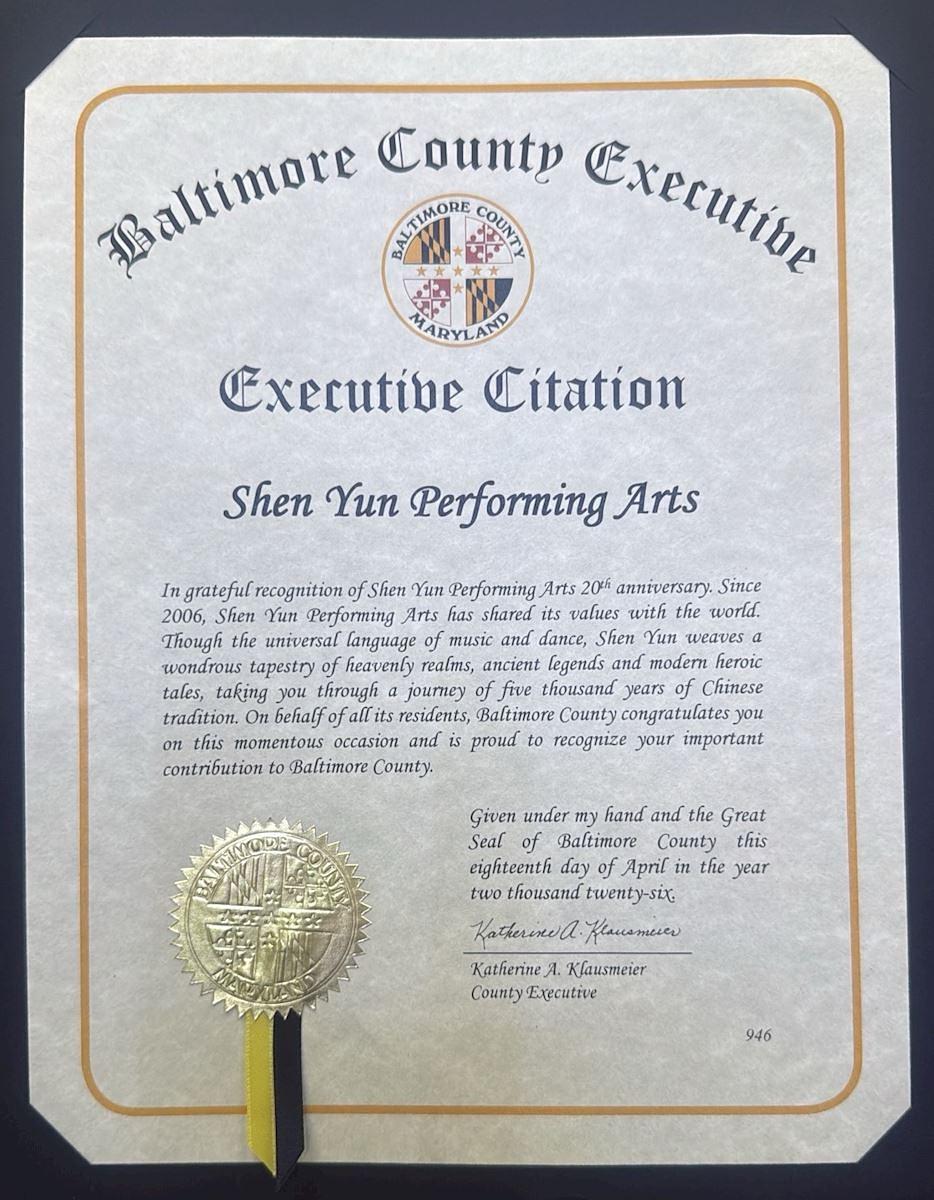 Baltimore County Executive
BALTIMORE COUNTY
MARYLAND
Executive Citation
Shen Yun Performing Arts
In grateful recognition of Shen Yun Performing Arts 20th anniversary. Since
2006, Shen Yun Performing Arts has shared its values with the world.
Though the universal language of music and dance, Shen Yun weaves a
wondrous tapestry of heavenly realms, ancient legends and modern heroic
tales, taking you through a journey of five thousand years of Chinese
tradition. On behalf of all its residents, Baltimore County congratulates you
on this momentous occasion and is proud to recognize your important
contribution to Baltimore County.
Given under my hand and the Great
Seal of Baltimore County this
eighteenth day of April in the year
two thousand twenty-six.
BALTIMORE COUNTY
MARYLAND
Katherine A. Klausmeier
Katherine A. Klausmeier
County Executive
946